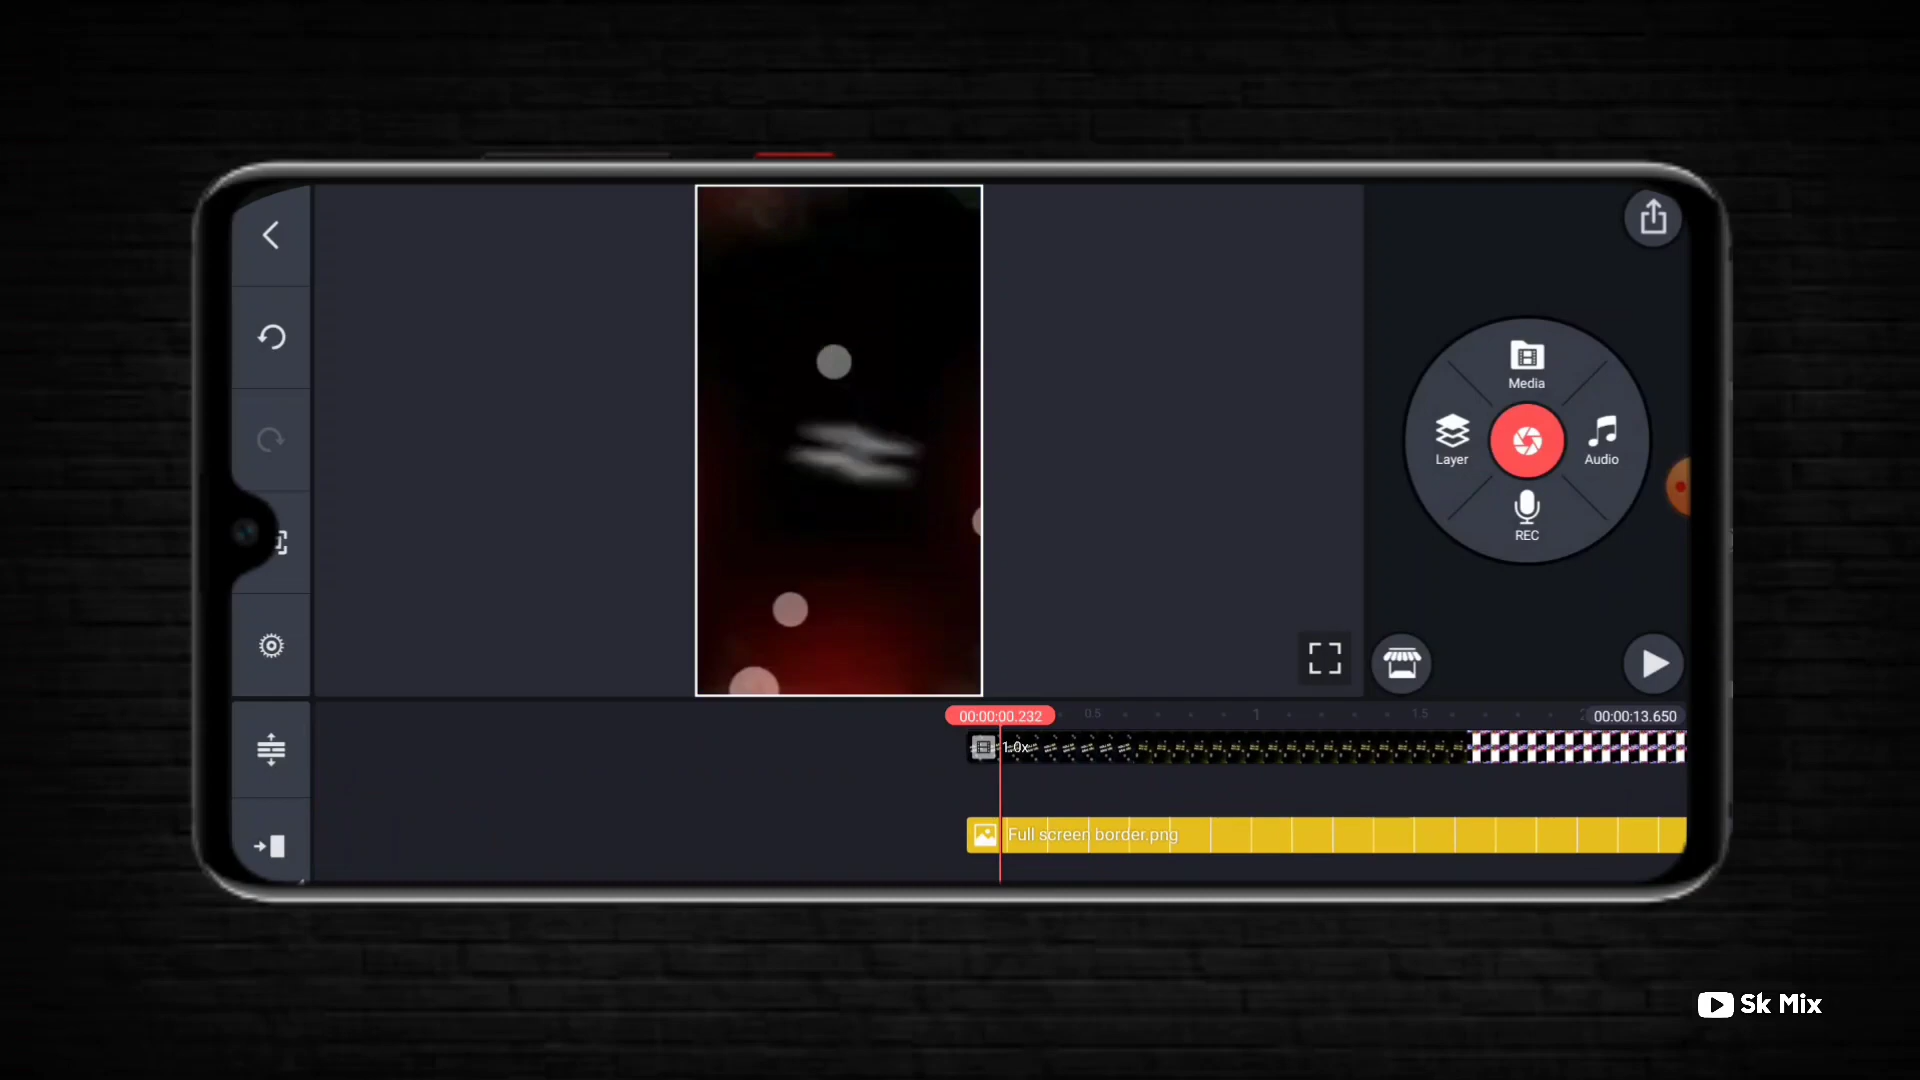 Media
Layer
Audio
REC
00:00:00.232
0.5
1
1.5
00:00:13.650
1.0x
Full screen border.png
Sk Mix